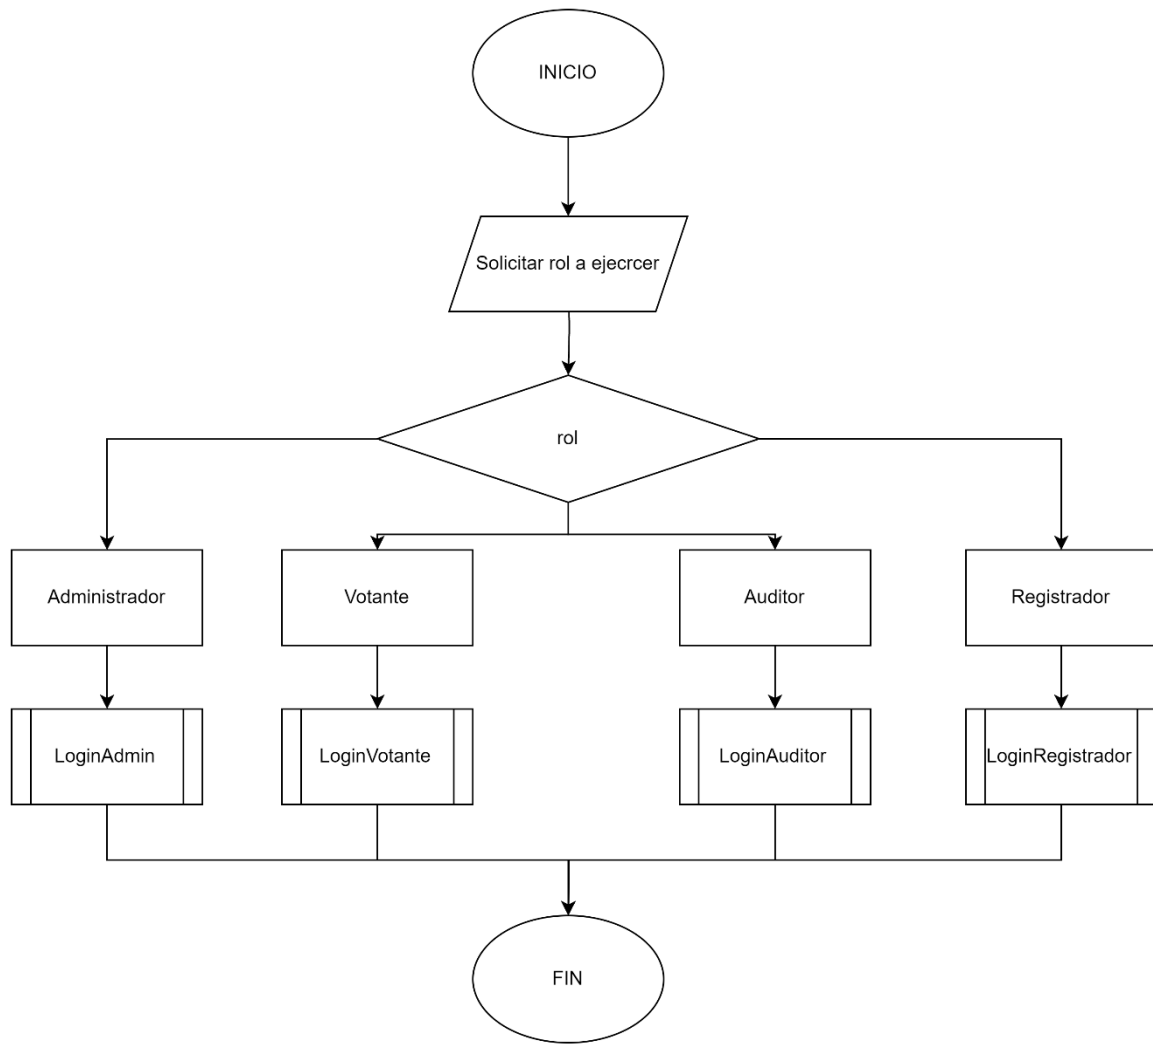 INICIO
Solicitar rol a ejecrcer
rol
Administrador
Votante
Auditor
Registrador
LoginAdmin
LoginVotante
LoginAuditor
LoginRegistrador
FIN